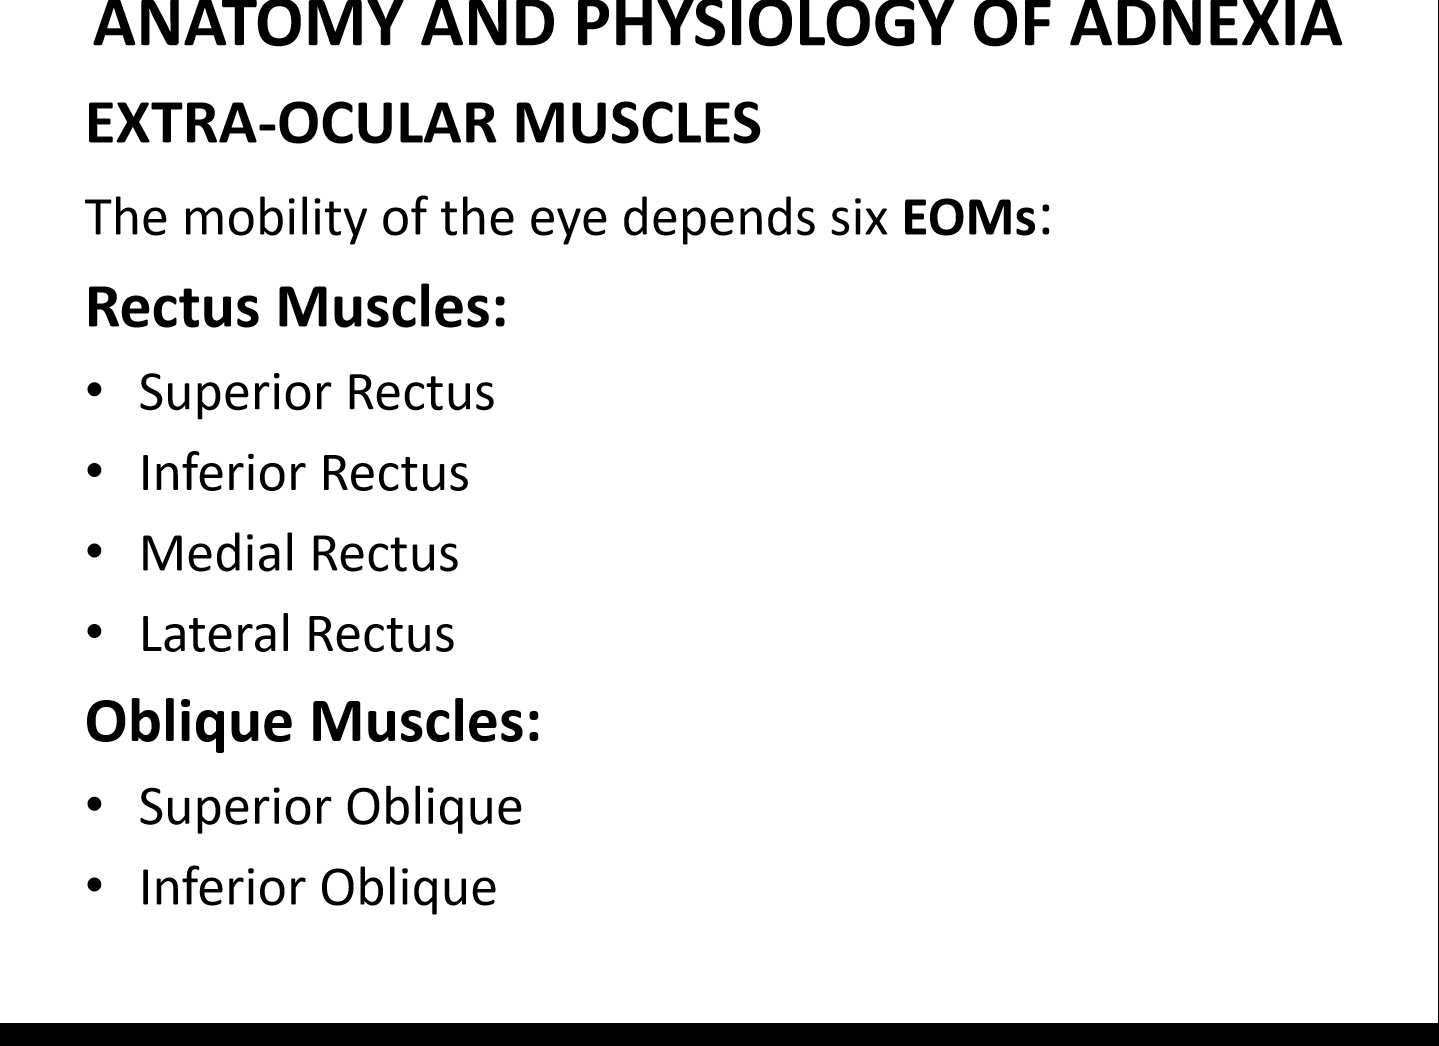 ANATOMY AND PHYSIOLOGY OF ADNEXIA
EXTRA-OCULAR MUSCLES
The mobility of the eye depends six EOMs:
Rectus Muscles:
• Superior Rectus
• Inferior Rectus
• Medial Rectus
• Lateral Rectus
Oblique Muscles:
• Superior Oblique
• Inferior Oblique